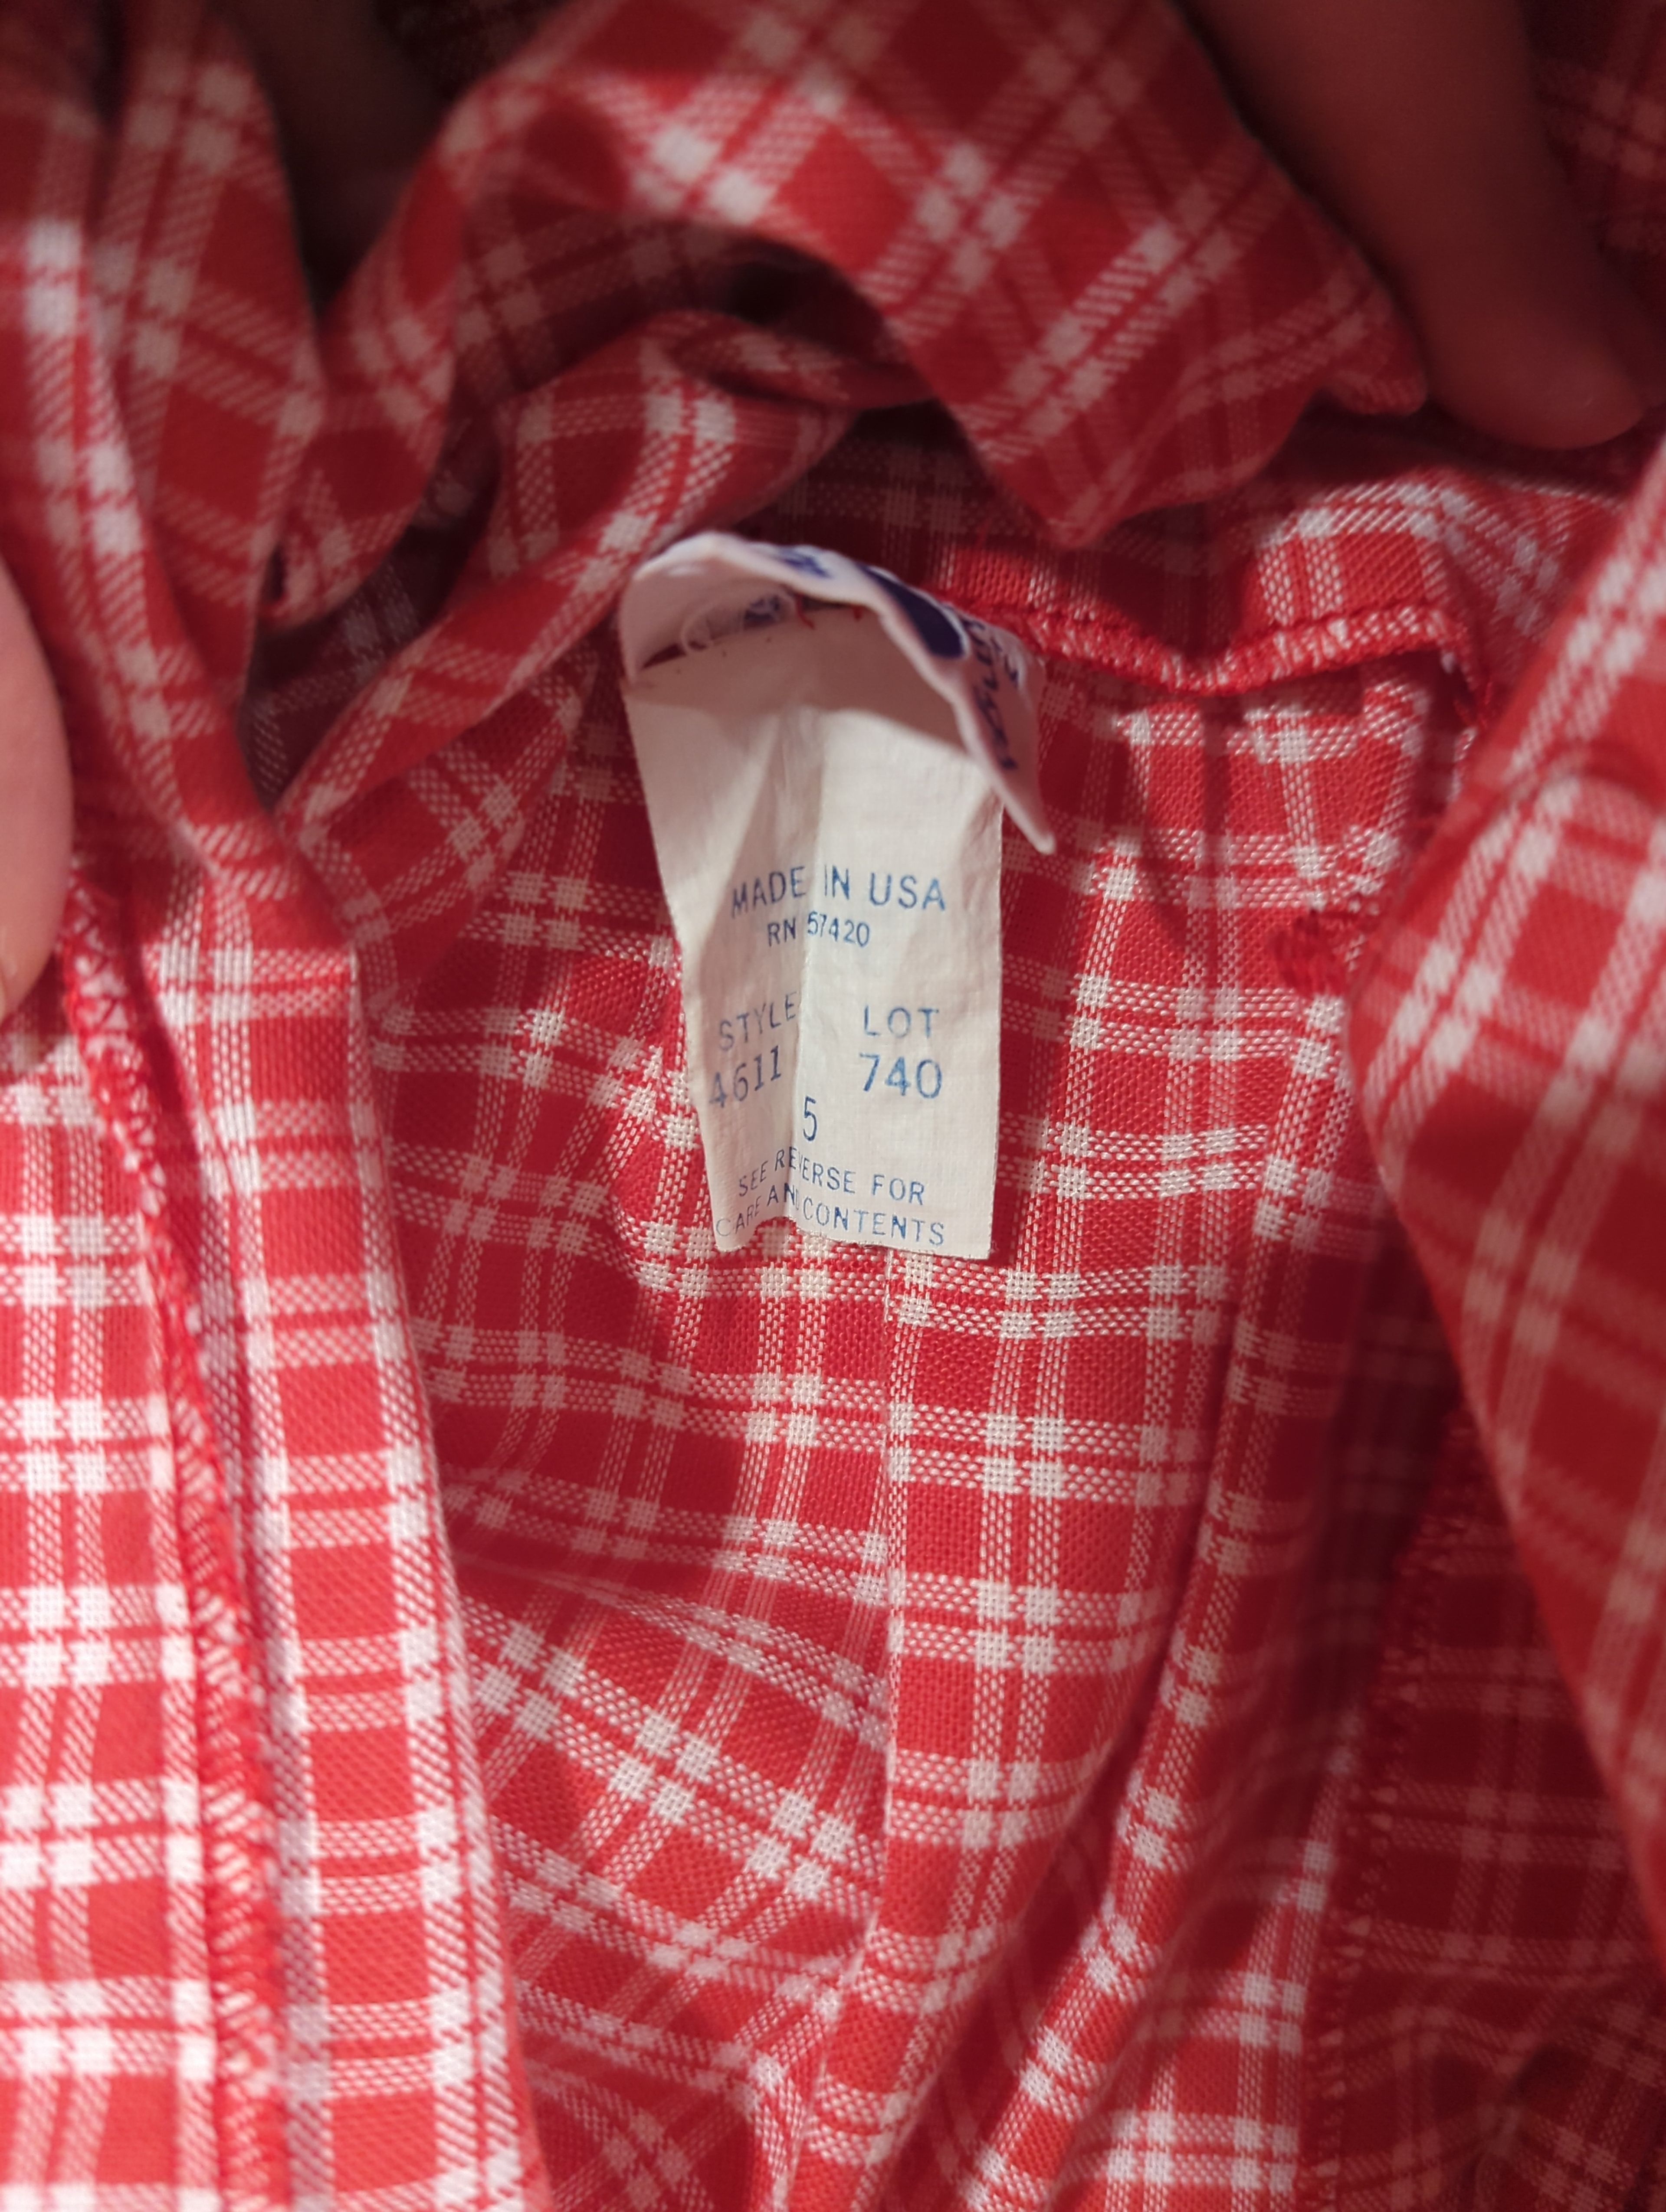 MADE IN USA
RN 57420
STYLE LOT
4611 740
5
SEE REVERSE FOR
CARE AND CONTENTS